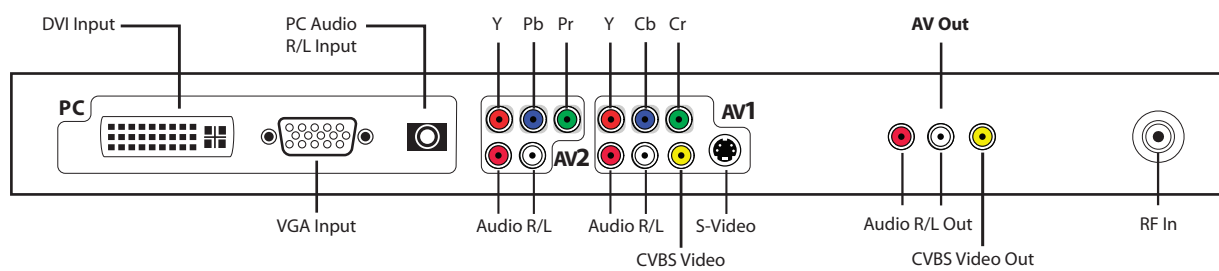 DVI Input
PC Audio
R/L Input
Y Pb Pr
Y Cb Cr
AV Out
PC
AV1
AV2
VGA Input
Audio R/L
Audio R/L
S-Video
CVBS Video
Audio R/L Out
CVBS Video Out
RF In